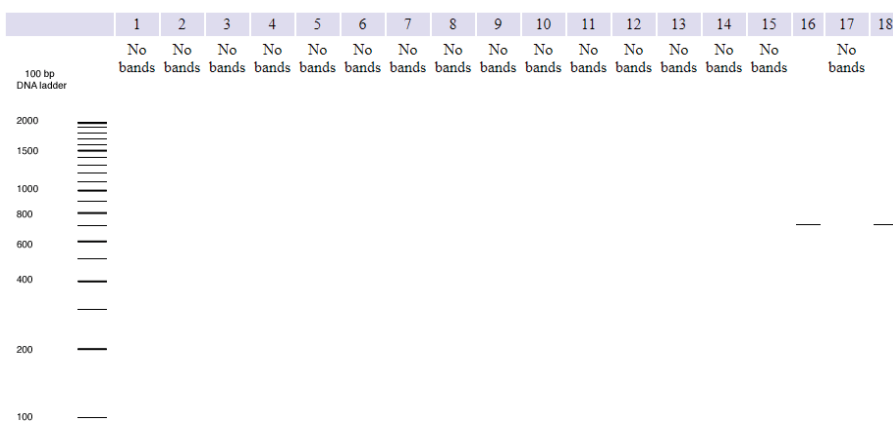 1 2 3 4 5 6 7 8 9 10 11 12 13 14 15 16 17 18
No No No No No No No No No No No No No No No No
bands bands bands bands bands bands bands bands bands bands bands bands bands bands bands bands
100 bp
DNA ladder
2000
1500
1000
800
600
400
200
100